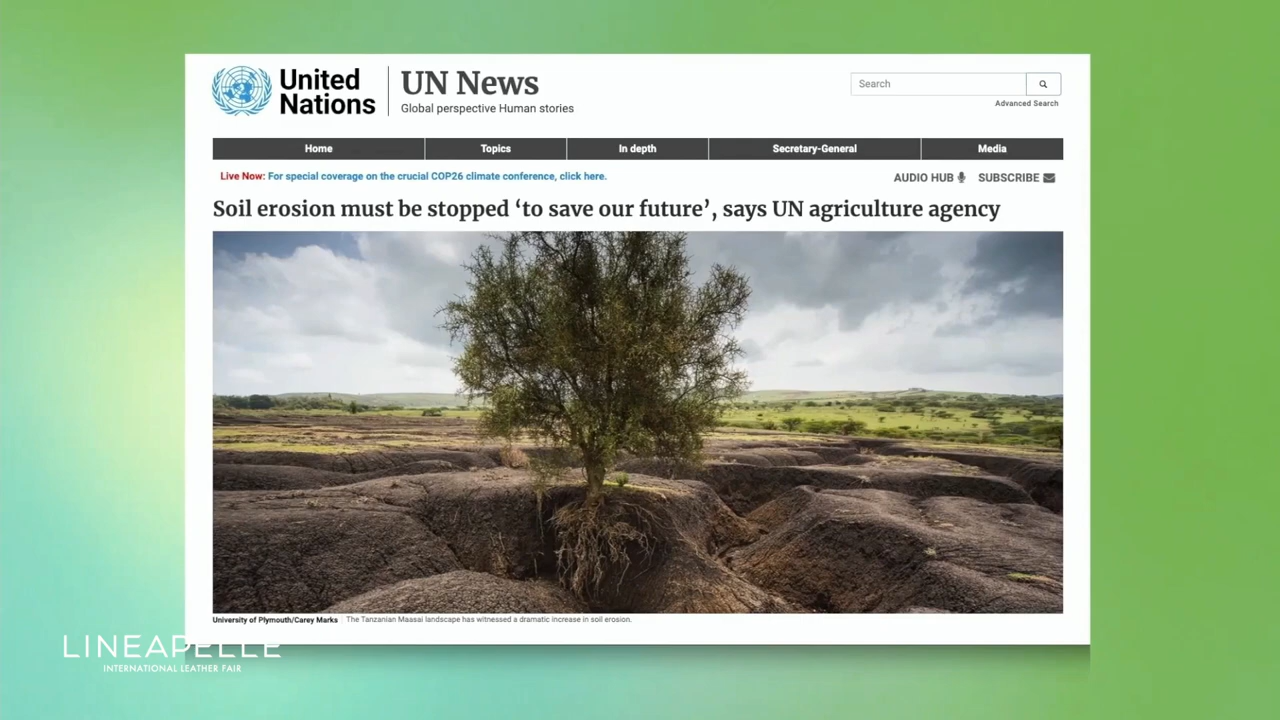 United
Nations
UN News
Global perspective Human stories
Search
Advanced Search
Home
Topics
In depth
Secretary-General
Media
Live Now: For special coverage on the crucial COP26 climate conference, click here.
AUDIO HUB
SUBSCRIBE
Soil erosion must be stopped ‘to save our future’, says UN agriculture agency
University of Plymouth/Carey Marks The Tanzanian Maasai landscape has witnessed a dramatic increase in soil erosion.
LINEAPELLE
INTERNATIONAL LEATHER FAIR